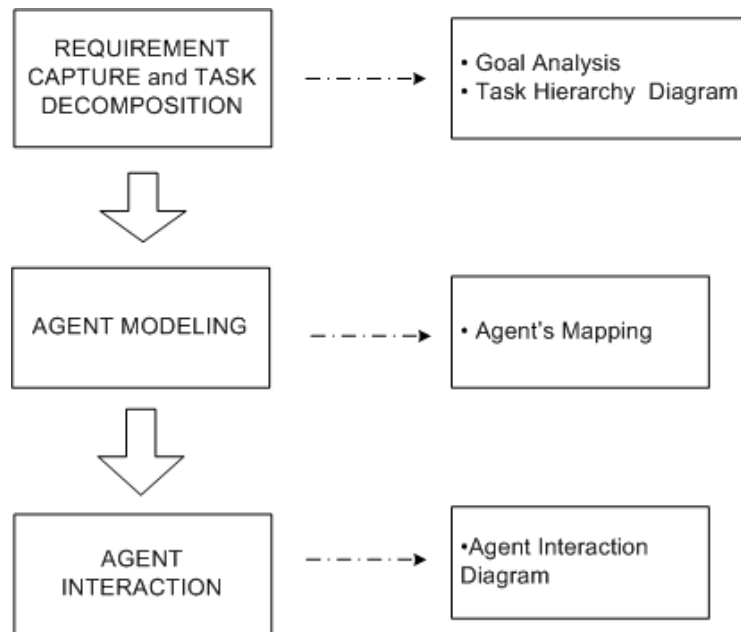 REQUIREMENT
CAPTURE and TASK
DECOMPOSITION
• Goal Analysis
• Task Hierarchy Diagram
AGENT MODELING
• Agent's Mapping
AGENT
INTERACTION
•Agent Interaction
Diagram